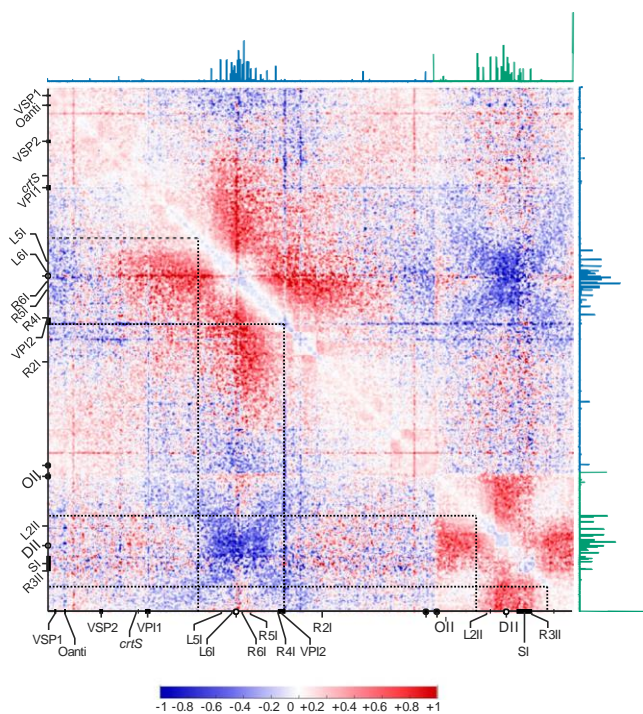 VSP1
Oanti
VSP2
crtS
VPI1
L5I
L6I
R6I
R5I
R4I
VPI2
R2I
OII
L2II
DII
SI
R3II
VSP1
Oanti
VSP2
crtS
VPI1
L5I
L6I
R5I
R6I
R4I
VPI2
R2I
OII
L2II
DII
SI
R3II
-1 -0.8 -0.6 -0.4 -0.2 0 +0.2 +0.4 +0.6 +0.8 +1